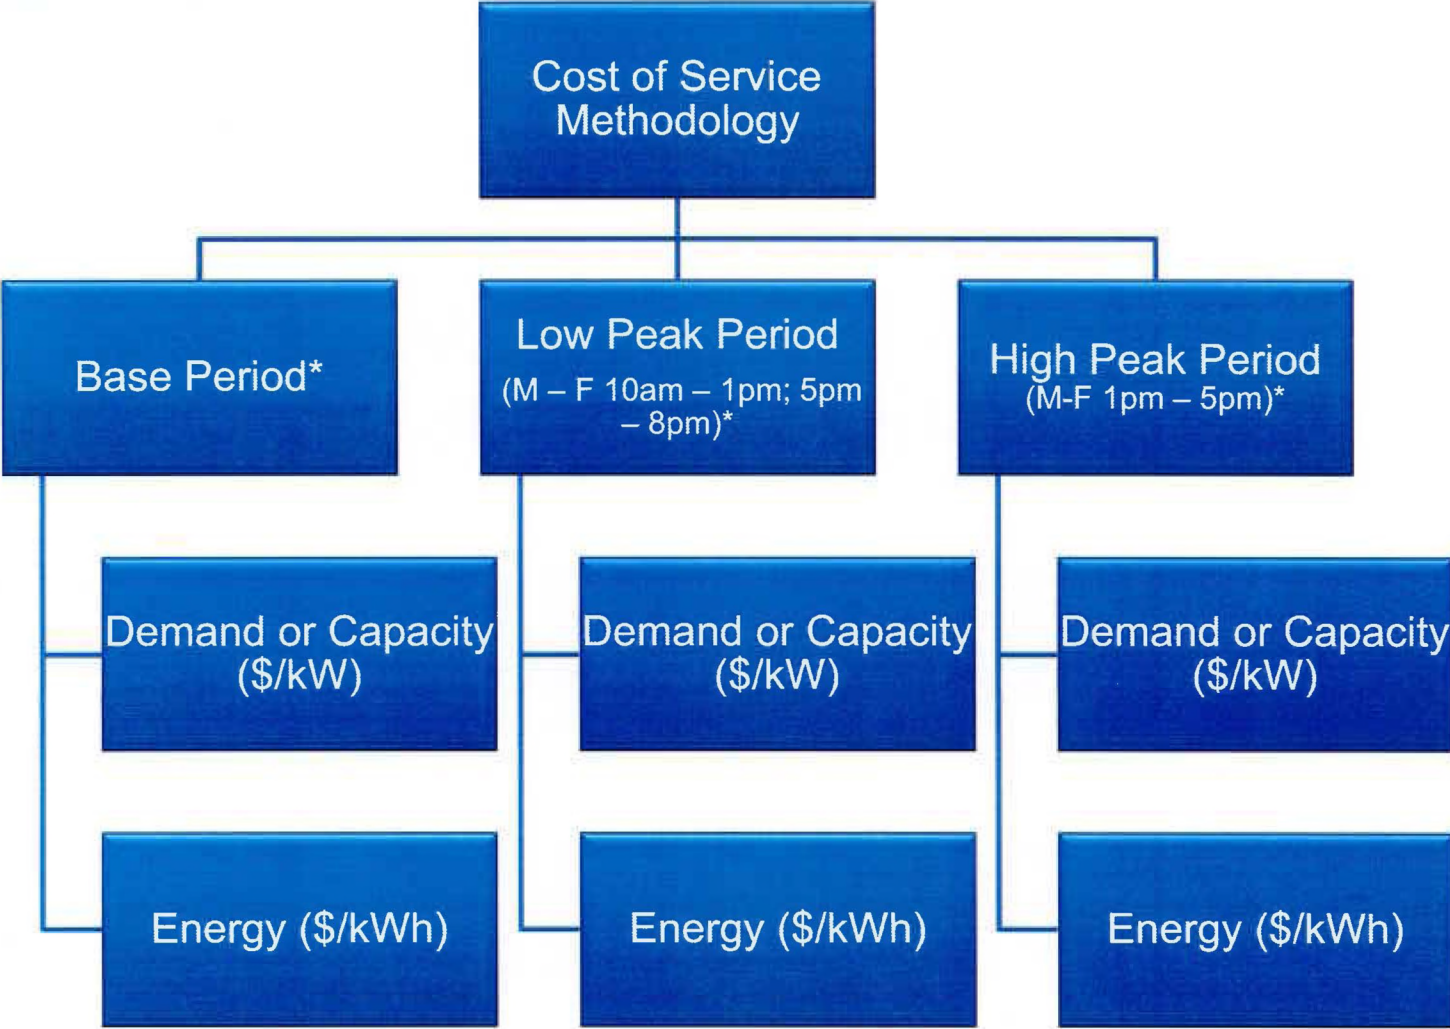 Cost of Service
Methodology
Base Period*
Low Peak Period
(M – F 10am – 1pm; 5pm
– 8pm)*
High Peak Period
(M-F 1pm – 5pm)*
Demand or Capacity
($/kW)
Demand or Capacity
($/kW)
Demand or Capacity
($/kW)
Energy ($/kWh)
Energy ($/kWh)
Energy ($/kWh)